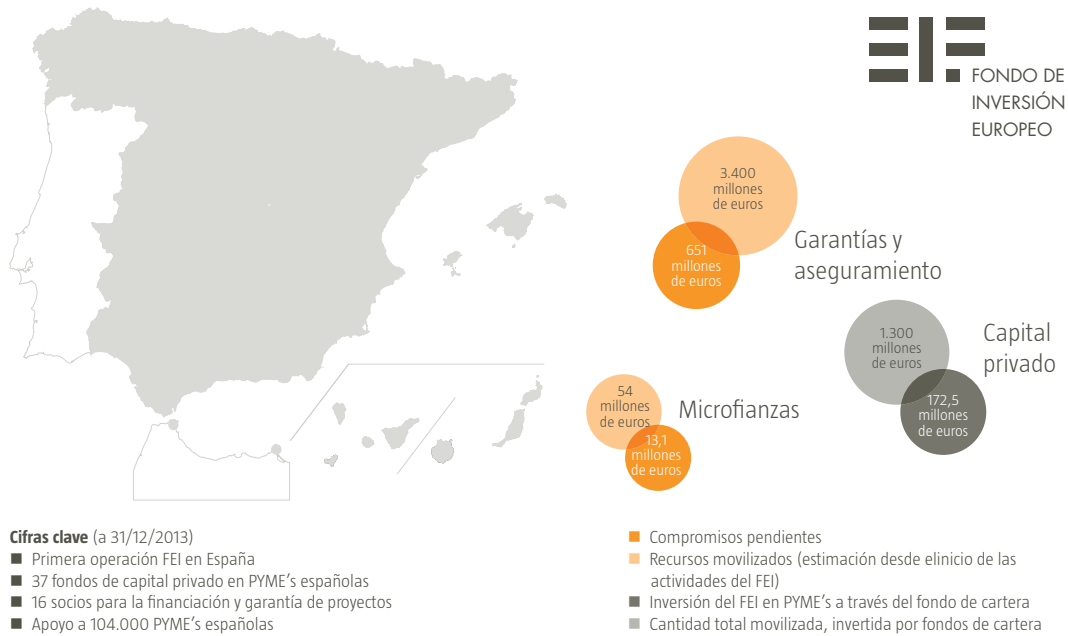 FONDO DE
INVERSIÓN
EUROPEO
3.400
millones
de euros
651
millones
de euros
Garantías y
aseguramiento
1.300
millones
de euros
172,5
millones
de euros
Capital
privado
54
millones
de euros
13,1
millones
de euros
Microfianzas
Cifras clave (a 31/12/2013)
Primera operación FEI en España
37 fondos de capital privado en PYME's españolas
16 socios para la financiación y garantía de proyectos
Apoyo a 104.000 PYME's españolas
Compromisos pendientes
Recursos movilizados (estimación desde elinicio de las
actividades del FEI)
Inversión del FEI en PYME's a través del fondo de cartera
Cantidad total movilizada, invertida por fondos de cartera